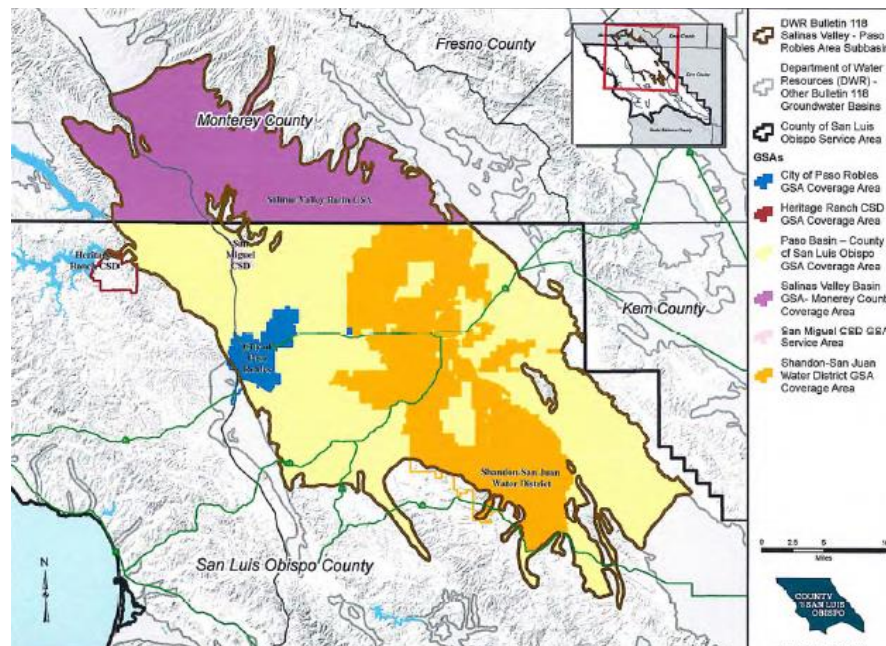 Fresno County
Monterey County
Salinas Valley Basin GSA
San
Miguel
CSD
Heritage
Ranch CSD
Kern County
City of
Paso
Robles
Shandon-San Juan
Water District
San Luis Obispo County
N
DWR Bulletin 118
Salinas Valley - Paso
Robles Area Subbasin
Department of Water
Resources (DWR) -
Other Bulletin 118
Groundwater Basins
County of San Luis
Obispo Service Area
GSAs
City of Paso Robles
GSA Coverage Area
Heritage Ranch CSD
GSA Coverage Area
Paso Basin – County
of San Luis Obispo
GSA Coverage Area
Salinas Valley Basin
GSA- Monerey Count
Coverage Area
San Miguel CSD GSA
Service Area
Shandon-San Juan
Water District GSA
Coverage Area
0 2.5 5
Miles
COUNTY
SAN LUIS
OBISPO